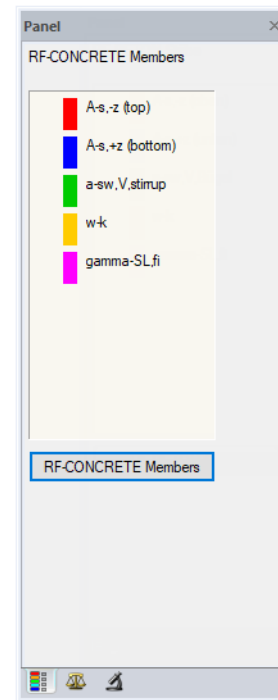 Panel
RF-CONCRETE Members
A-s,-z (top)
A-s,+z (bottom)
a-sw,V,stirrup
w-k
gamma-SL,fi
RF-CONCRETE Members